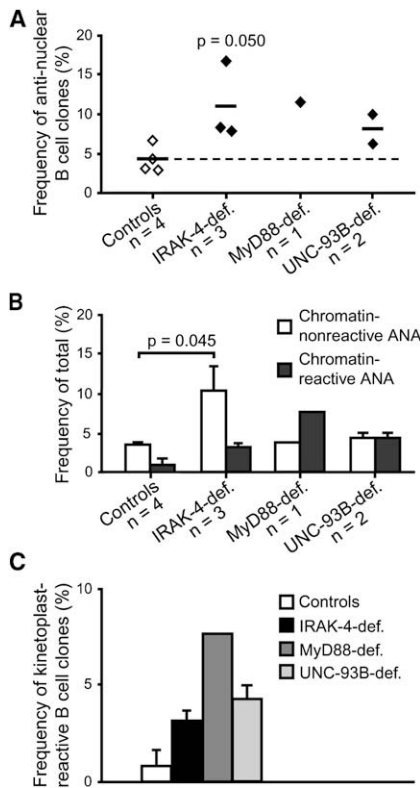 A
Frequency of anti-nuclear
B cell clones (%)
20
15
10
5
0
p = 0.050
Controls
n = 4
IRAK-4-def.
n = 3
MyD88-def.
n = 1
UNC-93B-def.
n = 2
B
Frequency of total (%)
20
15
10
5
0
p = 0.045
Chromatin-
nonreactive ANA
Chromatin-
reactive ANA
Controls
n = 4
IRAK-4-def.
n = 3
MyD88-def.
n = 1
UNC-93B-def.
n = 2
C
Frequency of kinetoplast-
reactive B cell clones (%)
10
5
0
Controls
IRAK-4-def.
MyD88-def.
UNC-93B-def.